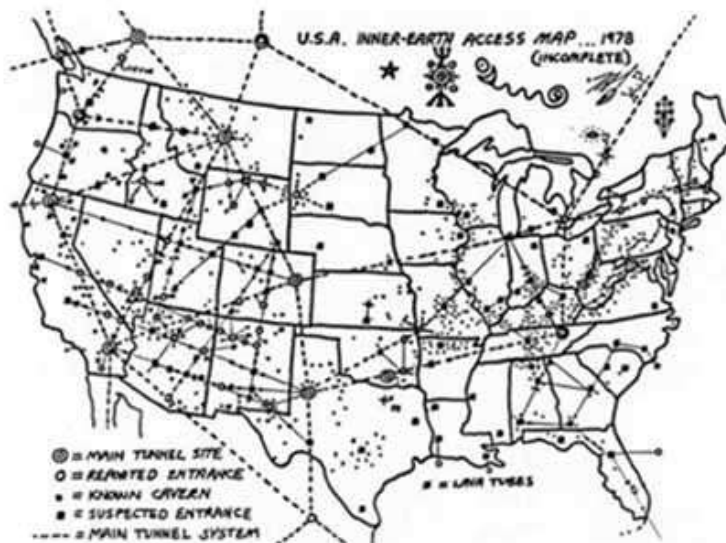 U.S.A. INNER-EARTH ACCESS MAP... 1978
(INCOMPLETE)
= MAIN TUNNEL SITE
= REPORTED ENTRANCE
= KNOWN CAVERN
= SUSPECTED ENTRANCE
= MAIN TUNNEL SYSTEM
= LAVA TUBES